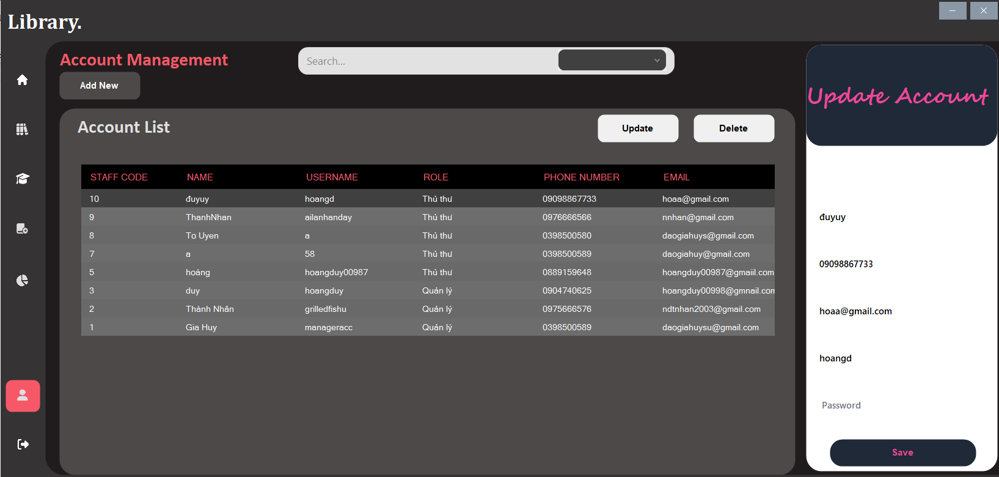 Library.
Account Management
Search...
Add New
Account List
Update
Delete
STAFF CODE NAME USERNAME ROLE PHONE NUMBER EMAIL
10 đuyuy hoangd Thủ thư 09098867733 hoaa@gmail.com
9 ThanhNhan ailanhanday Thủ thư 0976666566 nnhan@gmail.com
8 To Uyen a Thủ thư 0398500580 daogiahuys@gmail.com
7 a 58 Thủ thư 0398500589 daogiahuy@gmail.com
5 hoàng hoangduy00987 Thủ thư 0889159648 hoangduy00987@gmaiil.com
3 duy hoangduy Quản lý 0904740625 hoangduy00998@gmnail.com
2 Thành Nhân grilledfishu Quản lý 0975666576 ndtnhan2003@gmail.com
1 Gia Huy manageracc Quản lý 0398500589 daogiahuysu@gmail.com
Update Account
đuyuy
09098867733
hoaa@gmail.com
hoangd
Password
Save